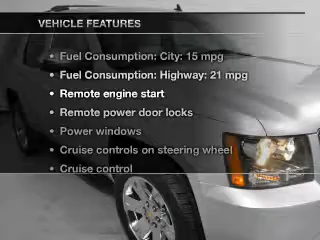 VEHICLE FEATURES
• Fuel Consumption: City: 15 mpg
• Fuel Consumption: Highway: 21 mpg
• Remote engine start
• Remote power door locks
• Power windows
• Cruise controls on steering wheel
• Cruise control